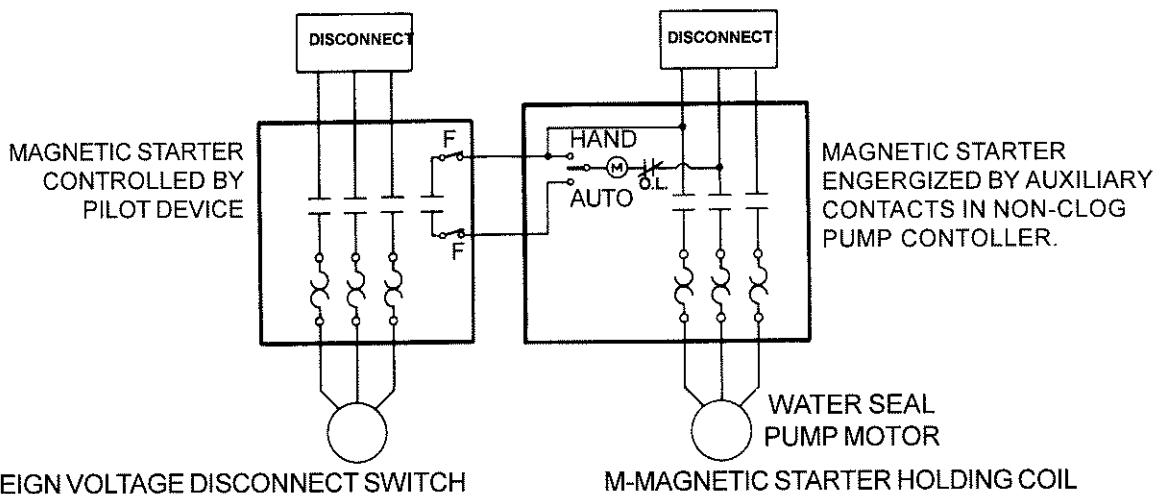 DISCONNECT
DISCONNECT
MAGNETIC STARTER
CONTROLLED BY
PILOT DEVICE
F
F
HAND
M
O.L.
AUTO
MAGNETIC STARTER
ENGERGIZED BY AUXILIARY
CONTACTS IN NON-CLOG
PUMP CONTOLLER.
WATER SEAL
PUMP MOTOR
EIGN VOLTAGE DISCONNECT SWITCH
M-MAGNETIC STARTER HOLDING COIL